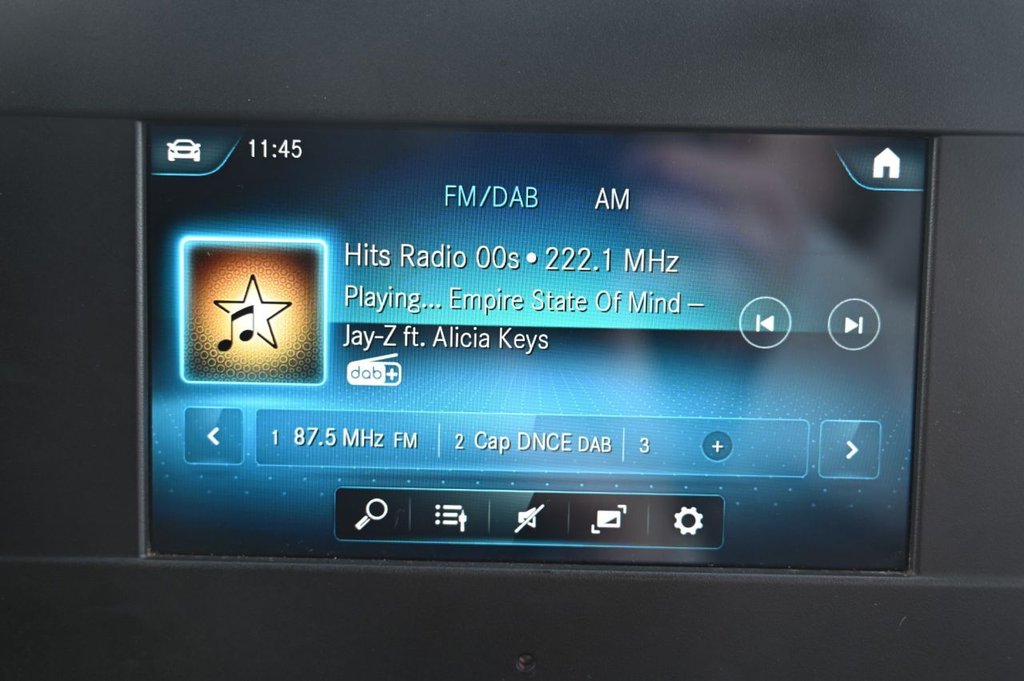 11:45
FM/DAB AM
Hits Radio 00s • 222.1 MHz
Playing... Empire State Of Mind –
Jay-Z ft. Alicia Keys
dab+
1 87.5 MHz FM 2 Cap DNCE DAB 3 +